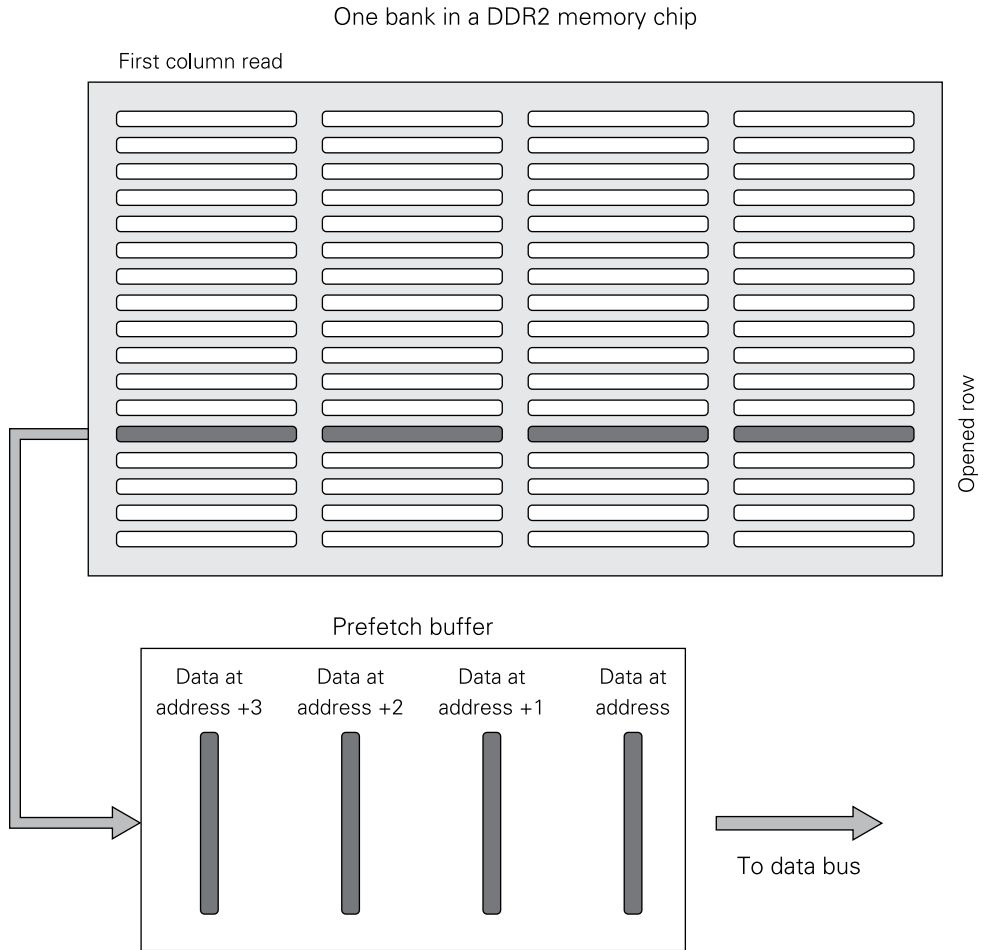 One bank in a DDR2 memory chip
First column read
Opened row
Prefetch buffer
Data at
address +3
Data at
address +2
Data at
address +1
Data at
address
To data bus